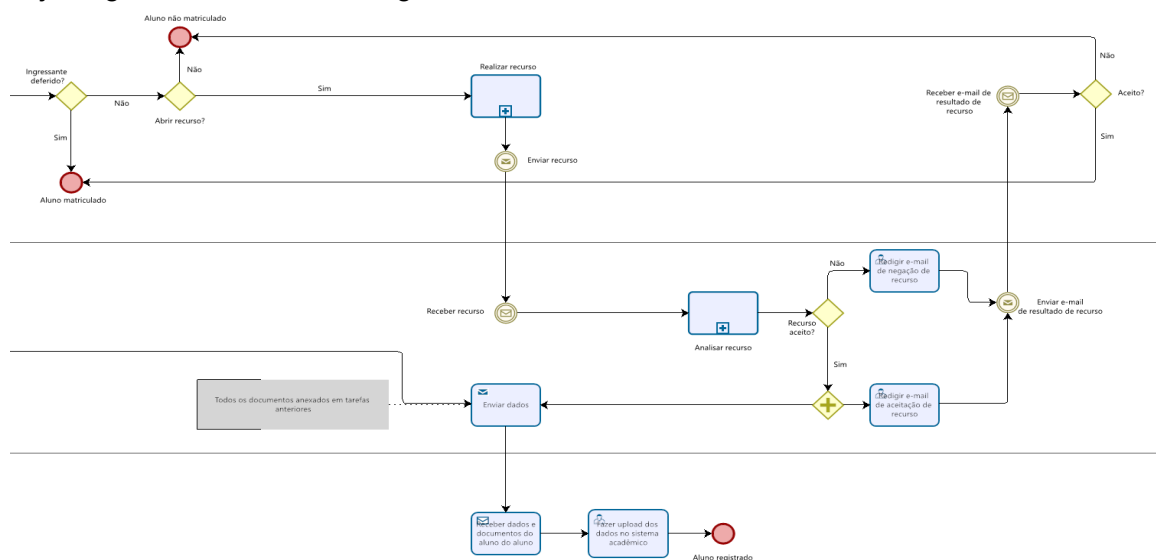 Aluno não matriculado
Ingressante
deferido?
Não
Não
Abrir recurso?
Sim
Sim
Aluno matriculado
Realizar recurso
Enviar recurso
Receber e-mail de
resultado de
recurso
Não
Aceito?
Sim
Receber recurso
Analisar recurso
Não
Recurso
aceito?
Sim
Redigir e-mail
de negação de
recurso
Enviar e-mail
de resultado de recurso
Redigir e-mail
de aceitação de
recurso
Todos os documentos anexados em tarefas
anteriores
Enviar dados
Receber dados e
documentos do
aluno do aluno
Fazer upload dos
dados no sistema
acadêmico
Aluno registrado